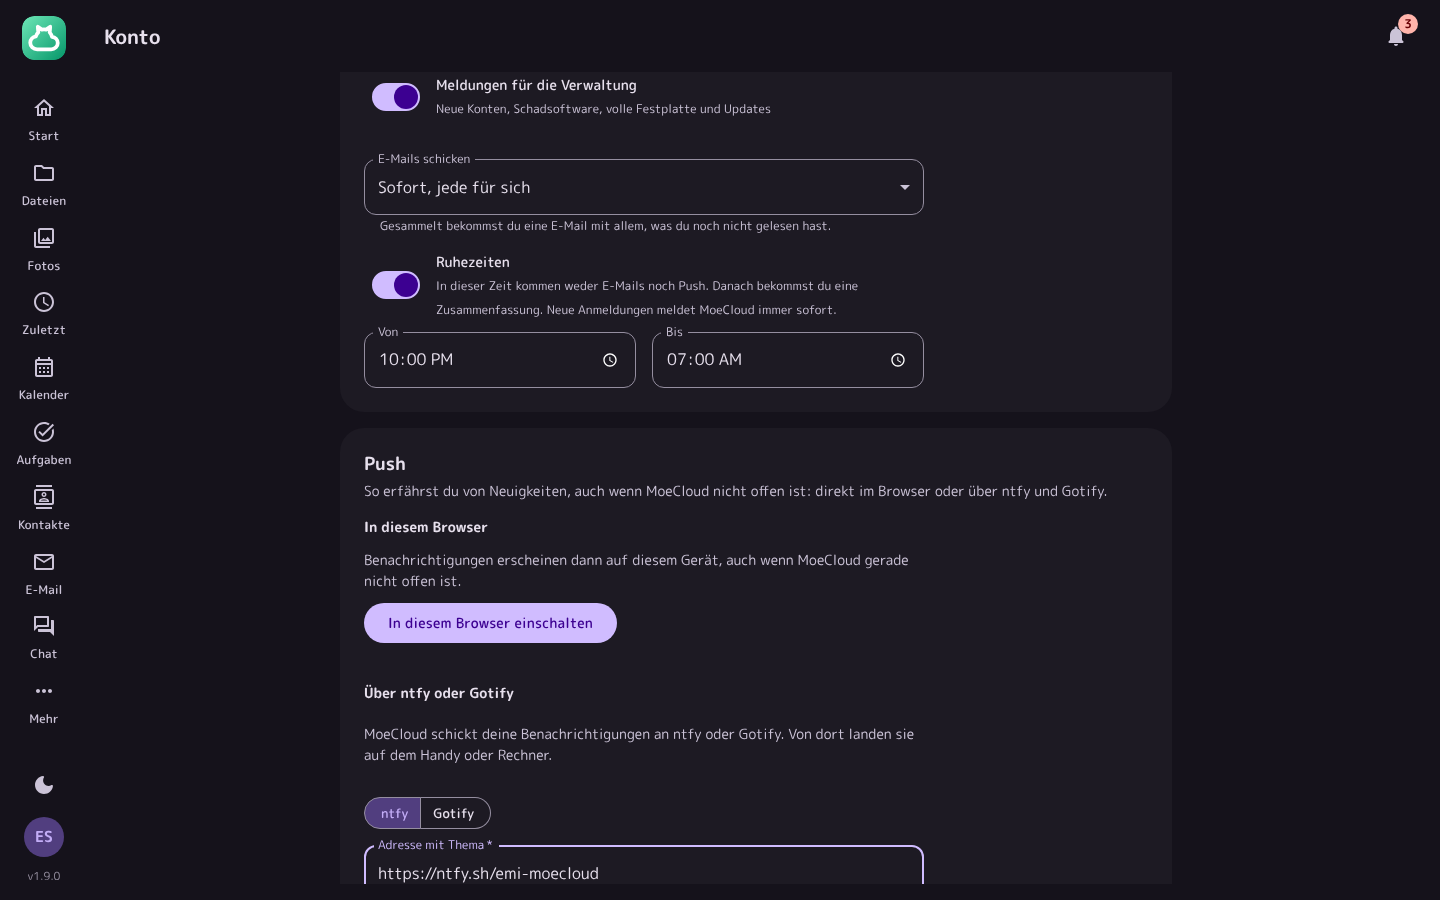 Konto
3
Start
Dateien
Fotos
Zuletzt
Kalender
Aufgaben
Kontakte
E-Mail
Chat
Mehr
ES
v1.9.0
Meldungen für die Verwaltung
Neue Konten, Schadsoftware, volle Festplatte und Updates
E-Mails schicken
Sofort, jede für sich
Gesammelt bekommst du eine E-Mail mit allem, was du noch nicht gelesen hast.
Ruhezeiten
In dieser Zeit kommen weder E-Mails noch Push. Danach bekommst du eine
Zusammenfassung. Neue Anmeldungen meldet MoeCloud immer sofort.
Von
10:00 PM
Bis
07:00 AM
Push
So erfährst du von Neuigkeiten, auch wenn MoeCloud nicht offen ist: direkt im Browser oder über ntfy und Gotify.
In diesem Browser
Benachrichtigungen erscheinen dann auf diesem Gerät, auch wenn MoeCloud gerade
nicht offen ist.
In diesem Browser einschalten
Über ntfy oder Gotify
MoeCloud schickt deine Benachrichtigungen an ntfy oder Gotify. Von dort landen sie
auf dem Handy oder Rechner.
ntfy
Gotify
Adresse mit Thema *
https://ntfy.sh/emi-moecloud